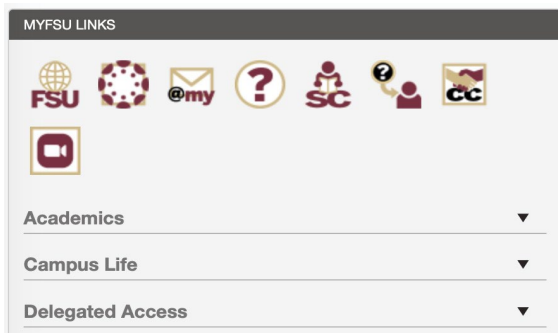 MYFSU LINKS
FSU @my ? SC ? CC
Academics
Campus Life
Delegated Access